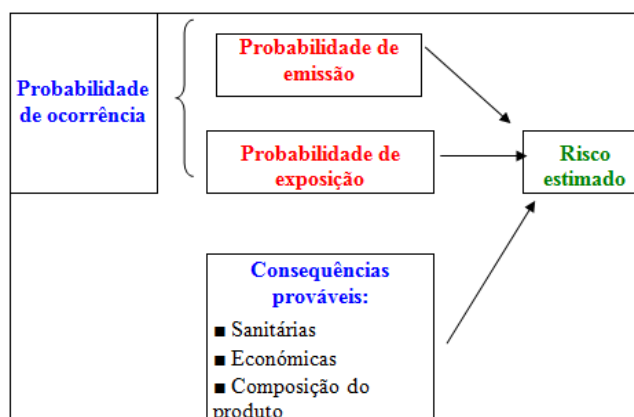 Probabilidade
de ocorrência
Probabilidade de
emissão
Probabilidade de
exposição
Risco
estimado
Consequências
prováveis:
■ Sanitárias
■ Económicas
■ Composição do
produto